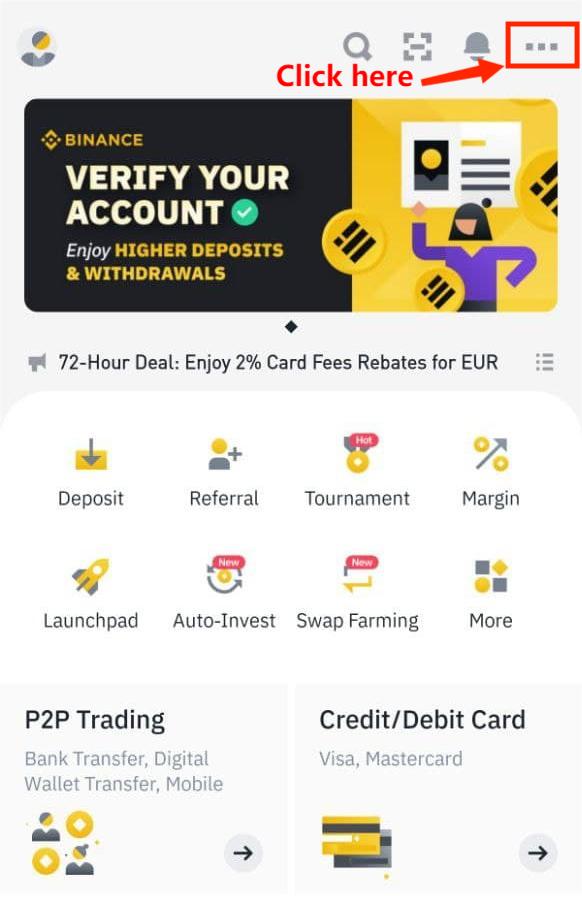 Click here
BINANCE
VERIFY YOUR
ACCOUNT
Enjoy HIGHER DEPOSITS
& WITHDRAWALS
72-Hour Deal: Enjoy 2% Card Fees Rebates for EUR
Hot
Deposit Referral Tournament Margin
New New
Launchpad Auto-Invest Swap Farming More
P2P Trading
Bank Transfer, Digital
Wallet Transfer, Mobile
Credit/Debit Card
Visa, Mastercard